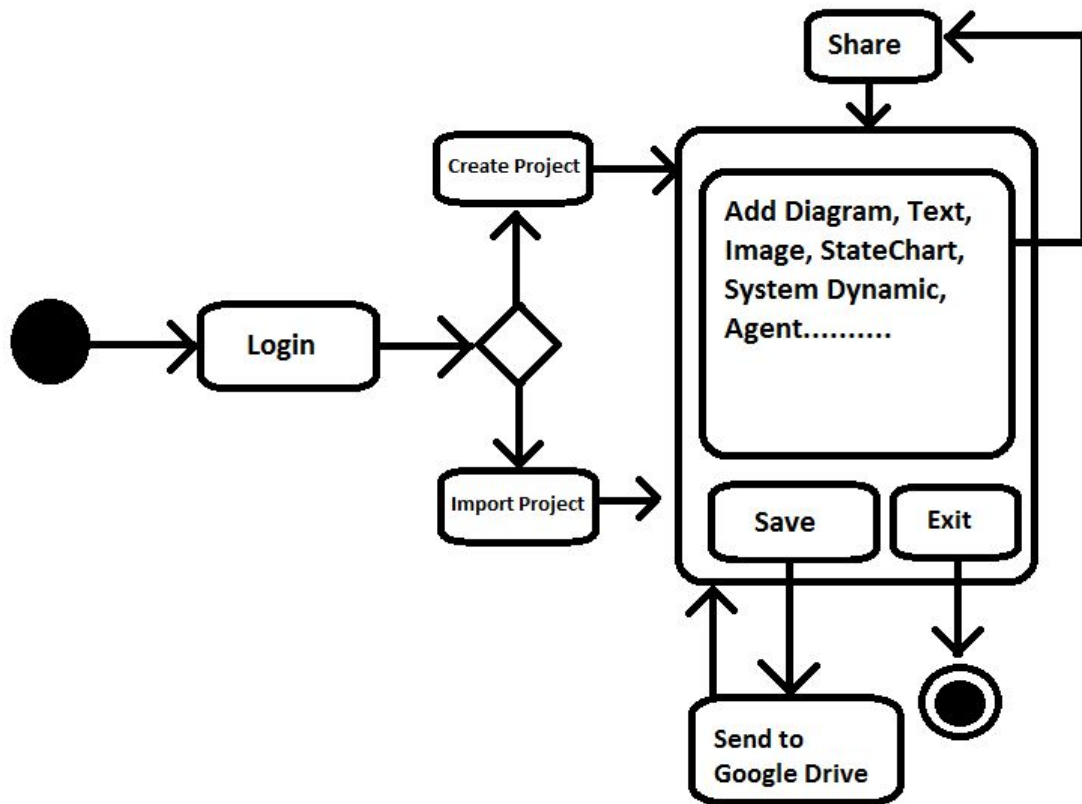 Share
Create Project
Add Diagram, Text,
Image, StateChart,
System Dynamic,
Agent..........
Login
Import Project
Save
Exit
Send to
Google Drive